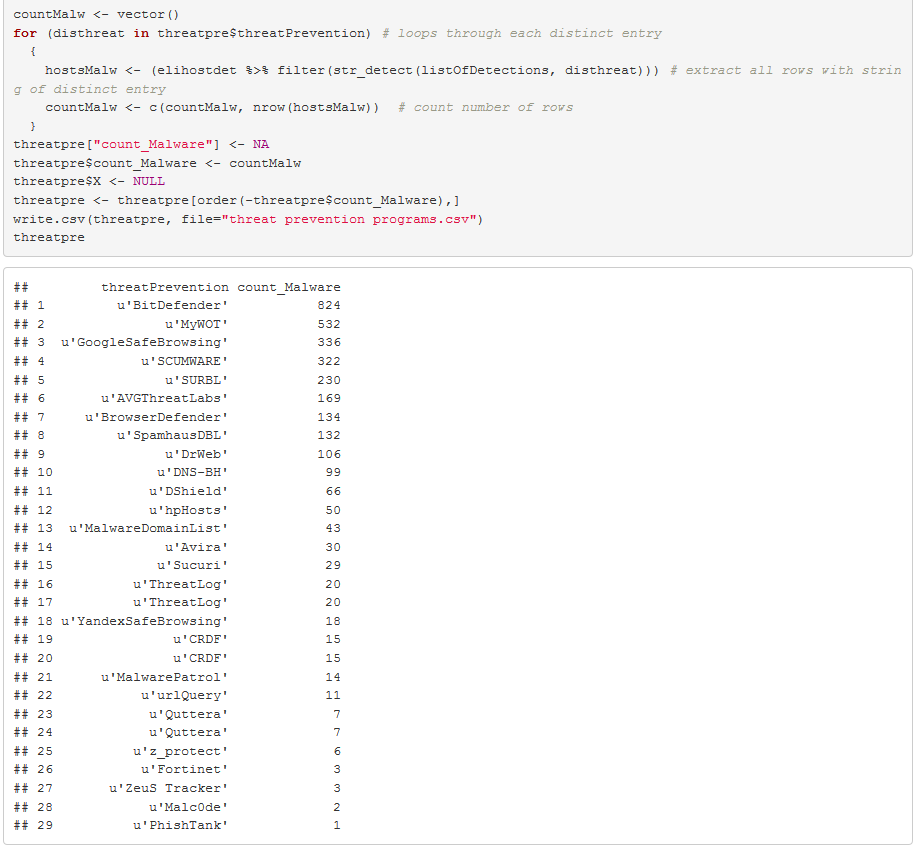 countMalw <- vector()
for (disthreat in threatpre$threatPrevention) # loops through each distinct entry
  {
    hostsMalw <- (elihostdet %>% filter(str_detect(listOfDetections, disthreat))) # extract all rows with strin
g of distinct entry
    countMalw <- c(countMalw, nrow(hostsMalw))  # count number of rows
  }
threatpre["count_Malware"] <- NA
threatpre$count_Malware <- countMalw
threatpre$X <- NULL
threatpre <- threatpre[order(-threatpre$count_Malware),]
write.csv(threatpre, file="threat prevention programs.csv")
threatpre
##         threatPrevention count_Malware
## 1         u'BitDefender'           824
## 2               u'MyWOT'           532
## 3  u'GoogleSafeBrowsing'           336
## 4            u'SCUMWARE'           322
## 5               u'SURBL'           230
## 6       u'AVGThreatLabs'           169
## 7     u'BrowserDefender'           134
## 8         u'SpamhausDBL'           132
## 9               u'DrWeb'           106
## 10             u'DNS-BH'            99
## 11            u'DShield'            66
## 12            u'hpHosts'            50
## 13  u'MalwareDomainList'            43
## 14              u'Avira'            30
## 15             u'Sucuri'            29
## 16          u'ThreatLog'            20
## 17          u'ThreatLog'            20
## 18 u'YandexSafeBrowsing'            18
## 19               u'CRDF'            15
## 20               u'CRDF'            15
## 21      u'MalwarePatrol'            14
## 22           u'urlQuery'            11
## 23            u'Quttera'             7
## 24            u'Quttera'             7
## 25          u'z_protect'             6
## 26           u'Fortinet'             3
## 27       u'ZeuS Tracker'             3
## 28            u'Malc0de'             2
## 29          u'PhishTank'             1